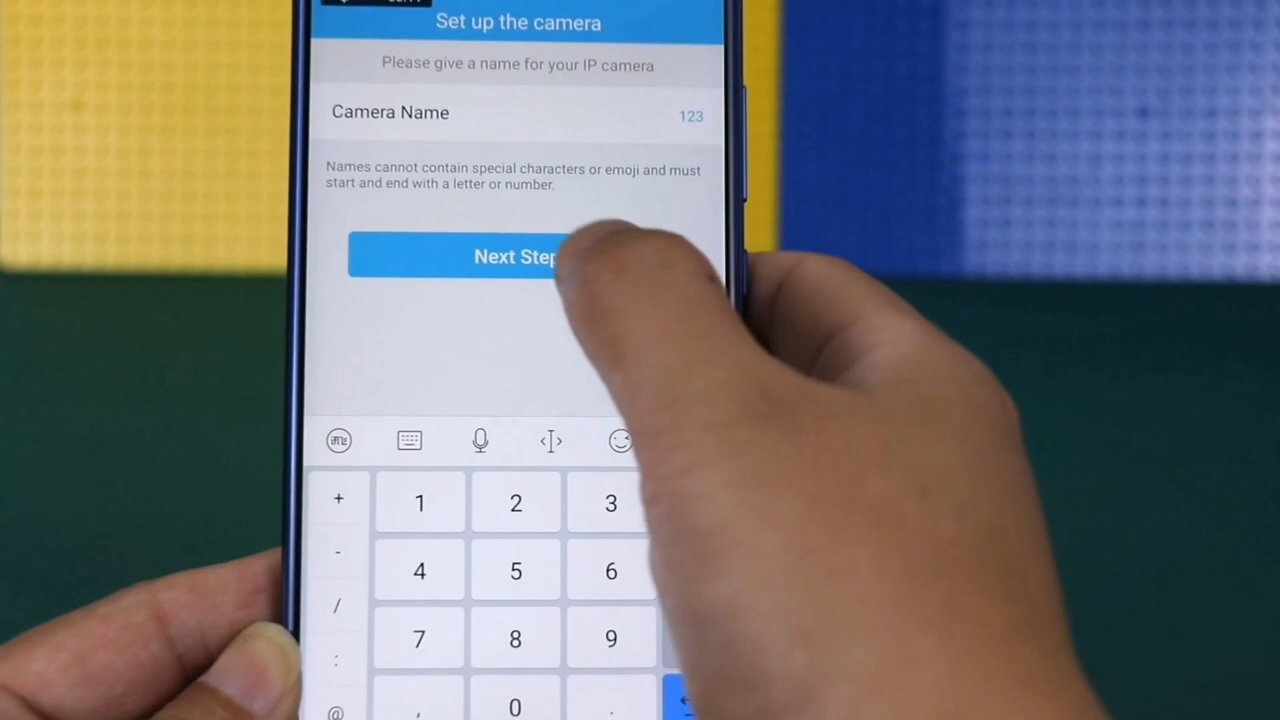 Set up the camera
Please give a name for your IP camera
Camera Name 123
Names cannot contain special characters or emoji and must
start and end with a letter or number.
Next Step
+ 1 2 3
- 4 5 6
/ 7 8 9
:
@ , 0 .